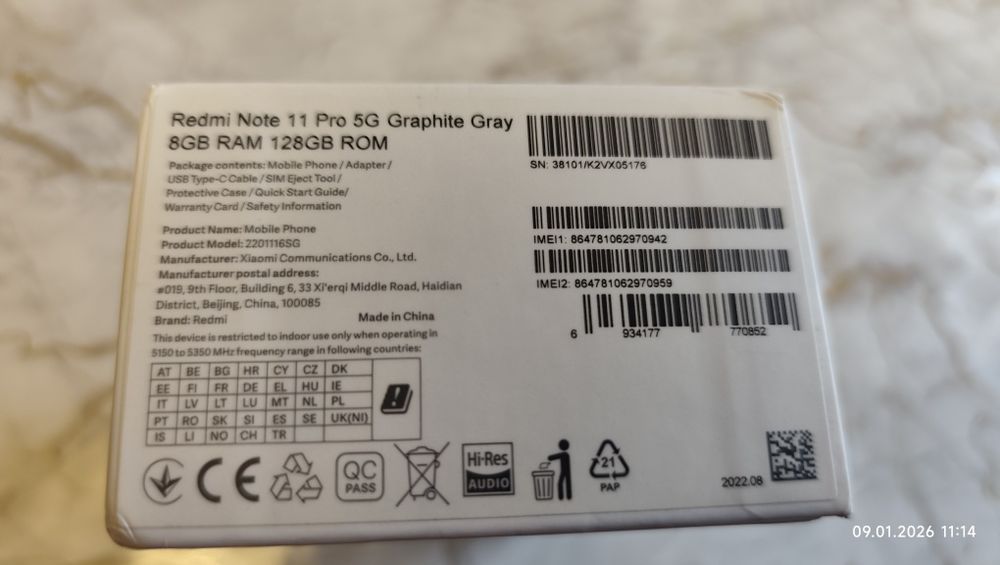 Redmi Note 11 Pro 5G Graphite Gray
8GB RAM 128GB ROM
Package contents: Mobile Phone / Adapter /
USB Type-C Cable / SIM Eject Tool /
Protective Case / Quick Start Guide /
Warranty Card / Safety Information
Product Name: Mobile Phone
Product Model: 2201116SG
Manufacturer: Xiaomi Communications Co., Ltd.
Manufacturer postal address:
#019, 9th Floor, Building 6, 33 Xi'erqi Middle Road, Haidian
District, Beijing, China, 100085
Brand: Redmi
Made in China
This device is restricted to indoor use only when operating in
5150 to 5350 MHz frequency range in following countries:
AT BE BG HR CY CZ DK
EE FI FR DE EL HU IE
IT LV LT LU MT NL PL
PT RO SK SI ES SE UK(NI)
IS LI NO CH TR
SN: 38101/K2VX05176
IMEI1: 864781062970942
IMEI2: 864781062970959
6 934177 770852
CE
QC
PASS
Hi-Res
AUDIO
21
PAP
2022.08
09.01.2026 11:14